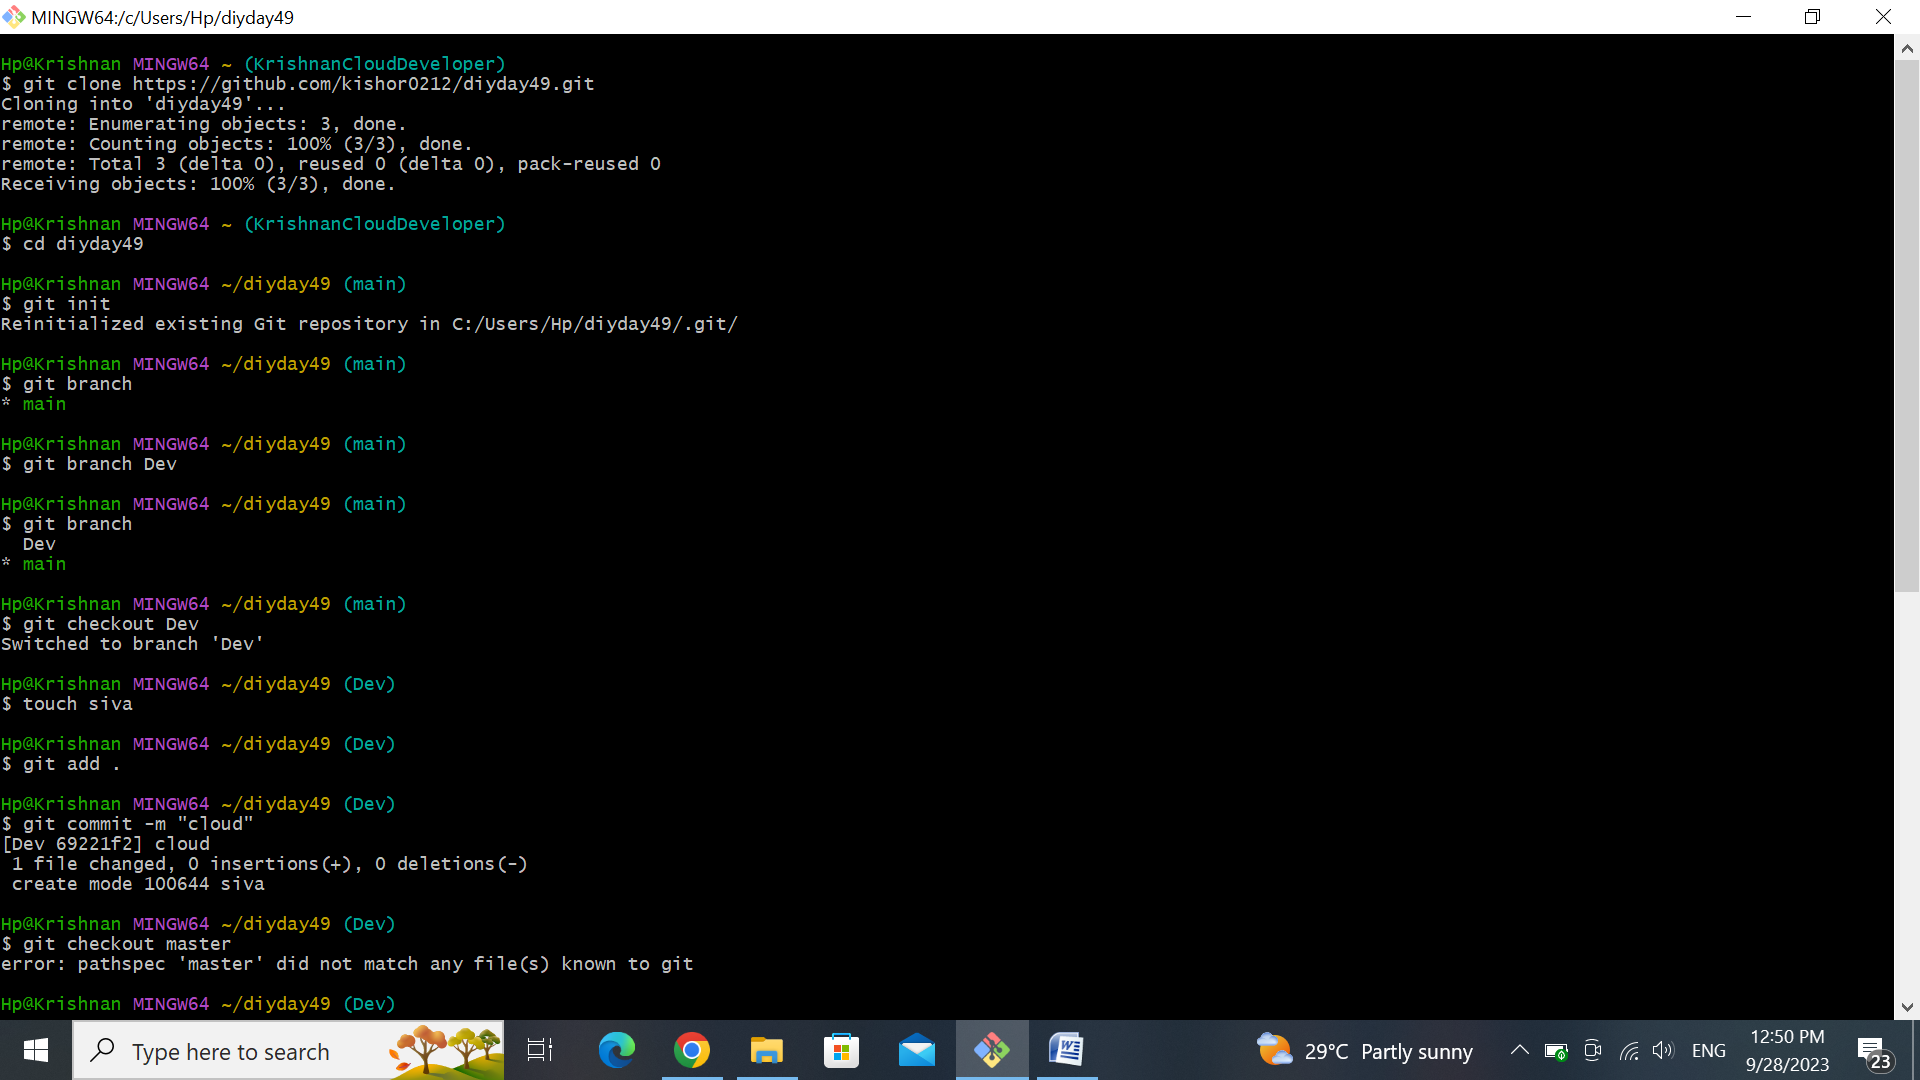 MINGW64:/c/Users/Hp/diyday49
Hp@Krishnan MINGW64 ~ (KrishnanCloudDeveloper)
$ git clone https://github.com/kishor0212/diyday49.git
Cloning into 'diyday49'...
remote: Enumerating objects: 3, done.
remote: Counting objects: 100% (3/3), done.
remote: Total 3 (delta 0), reused 0 (delta 0), pack-reused 0
Receiving objects: 100% (3/3), done.
Hp@Krishnan MINGW64 ~ (KrishnanCloudDeveloper)
$ cd diyday49
Hp@Krishnan MINGW64 ~/diyday49 (main)
$ git init
Reinitialized existing Git repository in C:/Users/Hp/diyday49/.git/
Hp@Krishnan MINGW64 ~/diyday49 (main)
$ git branch
* main
Hp@Krishnan MINGW64 ~/diyday49 (main)
$ git branch Dev
Hp@Krishnan MINGW64 ~/diyday49 (main)
$ git branch
  Dev
* main
Hp@Krishnan MINGW64 ~/diyday49 (main)
$ git checkout Dev
Switched to branch 'Dev'
Hp@Krishnan MINGW64 ~/diyday49 (Dev)
$ touch siva
Hp@Krishnan MINGW64 ~/diyday49 (Dev)
$ git add .
Hp@Krishnan MINGW64 ~/diyday49 (Dev)
$ git commit -m "cloud"
[Dev 69221f2] cloud
 1 file changed, 0 insertions(+), 0 deletions(-)
 create mode 100644 siva
Hp@Krishnan MINGW64 ~/diyday49 (Dev)
$ git checkout master
error: pathspec 'master' did not match any file(s) known to git
Hp@Krishnan MINGW64 ~/diyday49 (Dev)
Type here to search
29°C Partly sunny
ENG
12:50 PM
9/28/2023
23